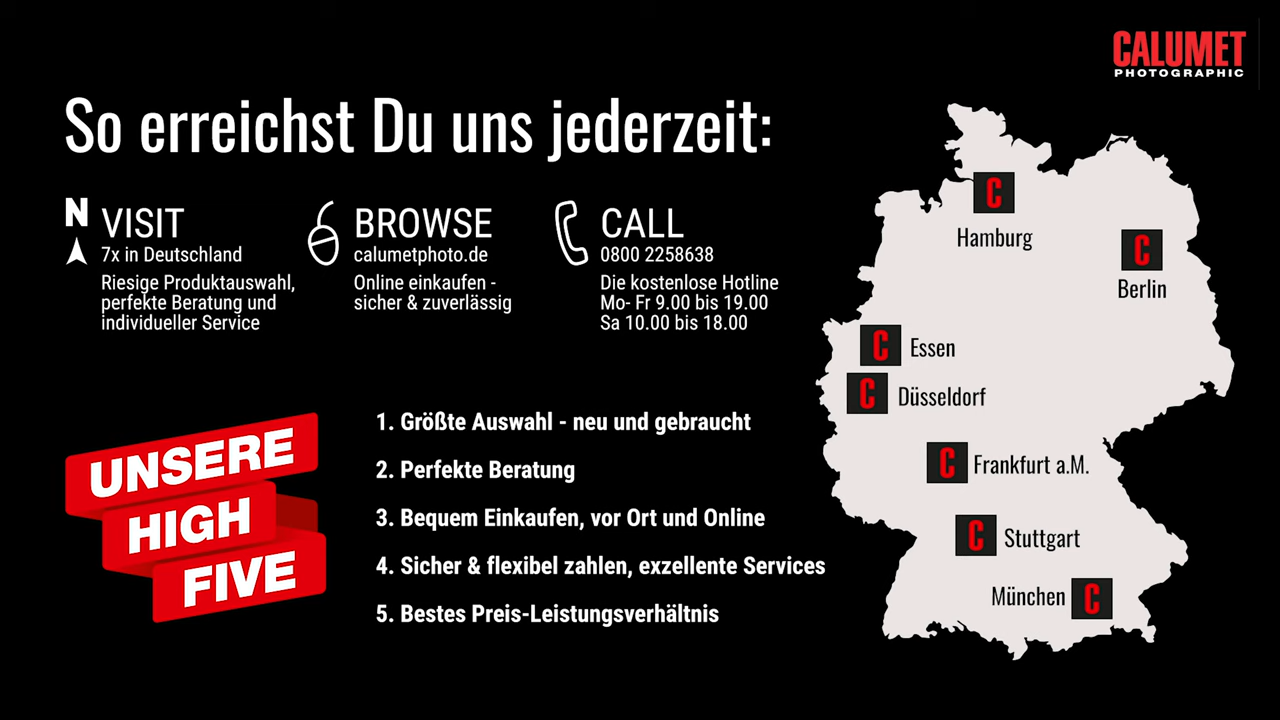 CALUMET
PHOTOGRAPHIC
So erreichst Du uns jederzeit:
N
VISIT
7x in Deutschland
Riesige Produktauswahl,
perfekte Beratung und
individueller Service
BROWSE
calumetphoto.de
Online einkaufen -
sicher & zuverlässig
CALL
0800 2258638
Die kostenlose Hotline
Mo- Fr 9.00 bis 19.00
Sa 10.00 bis 18.00
UNSERE
HIGH
FIVE
1. Größte Auswahl - neu und gebraucht
2. Perfekte Beratung
3. Bequem Einkaufen, vor Ort und Online
4. Sicher & flexibel zahlen, exzellente Services
5. Bestes Preis-Leistungsverhältnis
C
Hamburg
C
Berlin
C Essen
C Düsseldorf
C Frankfurt a.M.
C Stuttgart
München C